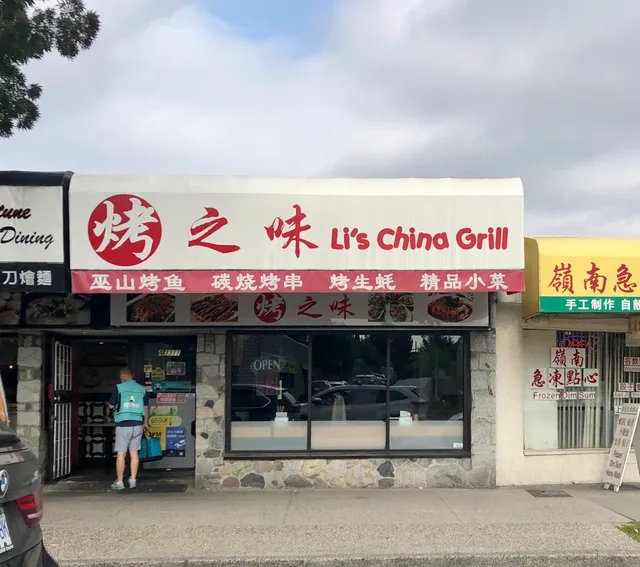 tune
Dining
刀燴麵
烤之味 Li's China Grill
巫山烤鱼 碳烧烤串 烤生蚝 精品小菜
烤之味
OPEN
嶺南急
手工制作
OPEN
嶺南
急凍點心
Frozen Dim Sum